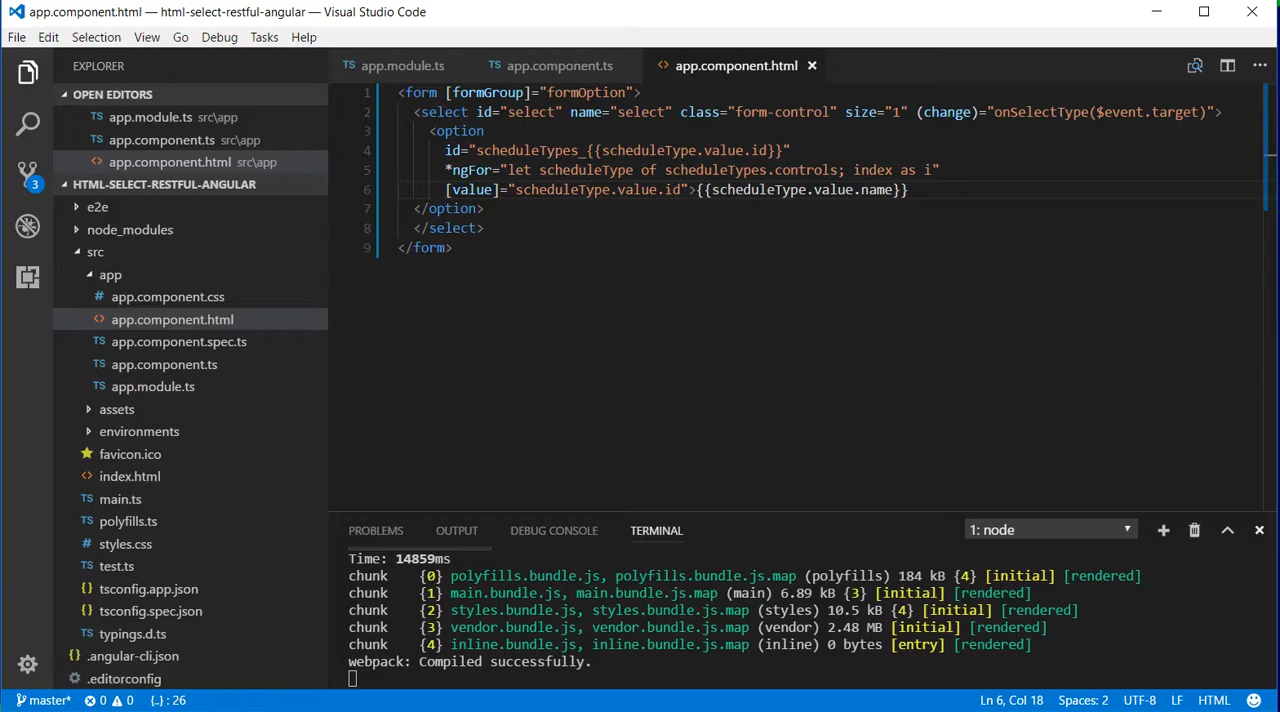 app.component.html — html-select-restful-angular — Visual Studio Code
File Edit Selection View Go Debug Tasks Help
EXPLORER
OPEN EDITORS
TS app.module.ts src\app
TS app.component.ts src\app
<> app.component.html src\app
HTML-SELECT-RESTFUL-ANGULAR
e2e
node_modules
src
app
# app.component.css
<> app.component.html
TS app.component.spec.ts
TS app.component.ts
TS app.module.ts
assets
environments
favicon.ico
<> index.html
TS main.ts
TS polyfills.ts
# styles.css
TS test.ts
{} tsconfig.app.json
{} tsconfig.spec.json
TS typings.d.ts
{} .angular-cli.json
.editorconfig
3
TS app.module.ts TS app.component.ts <> app.component.html
1 <form [formGroup]="formOption">
2 <select id="select" name="select" class="form-control" size="1" (change)="onSelectType($event.target)">
3 <option
4 id="scheduleTypes_{{scheduleType.value.id}}"
5 *ngFor="let scheduleType of scheduleTypes.controls; index as i"
6 [value]="scheduleType.value.id">{{scheduleType.value.name}}
7 </option>
8 </select>
9 </form>
PROBLEMS OUTPUT DEBUG CONSOLE TERMINAL 1: node
Time: 14859ms
chunk {0} polyfills.bundle.js, polyfills.bundle.js.map (polyfills) 184 kB {4} [initial] [rendered]
chunk {1} main.bundle.js, main.bundle.js.map (main) 6.89 kB {3} [initial] [rendered]
chunk {2} styles.bundle.js, styles.bundle.js.map (styles) 10.5 kB {4} [initial] [rendered]
chunk {3} vendor.bundle.js, vendor.bundle.js.map (vendor) 2.48 MB [initial] [rendered]
chunk {4} inline.bundle.js, inline.bundle.js.map (inline) 0 bytes [entry] [rendered]
webpack: Compiled successfully.
master* 0 0 {..} : 26 Ln 6, Col 18 Spaces: 2 UTF-8 LF HTML